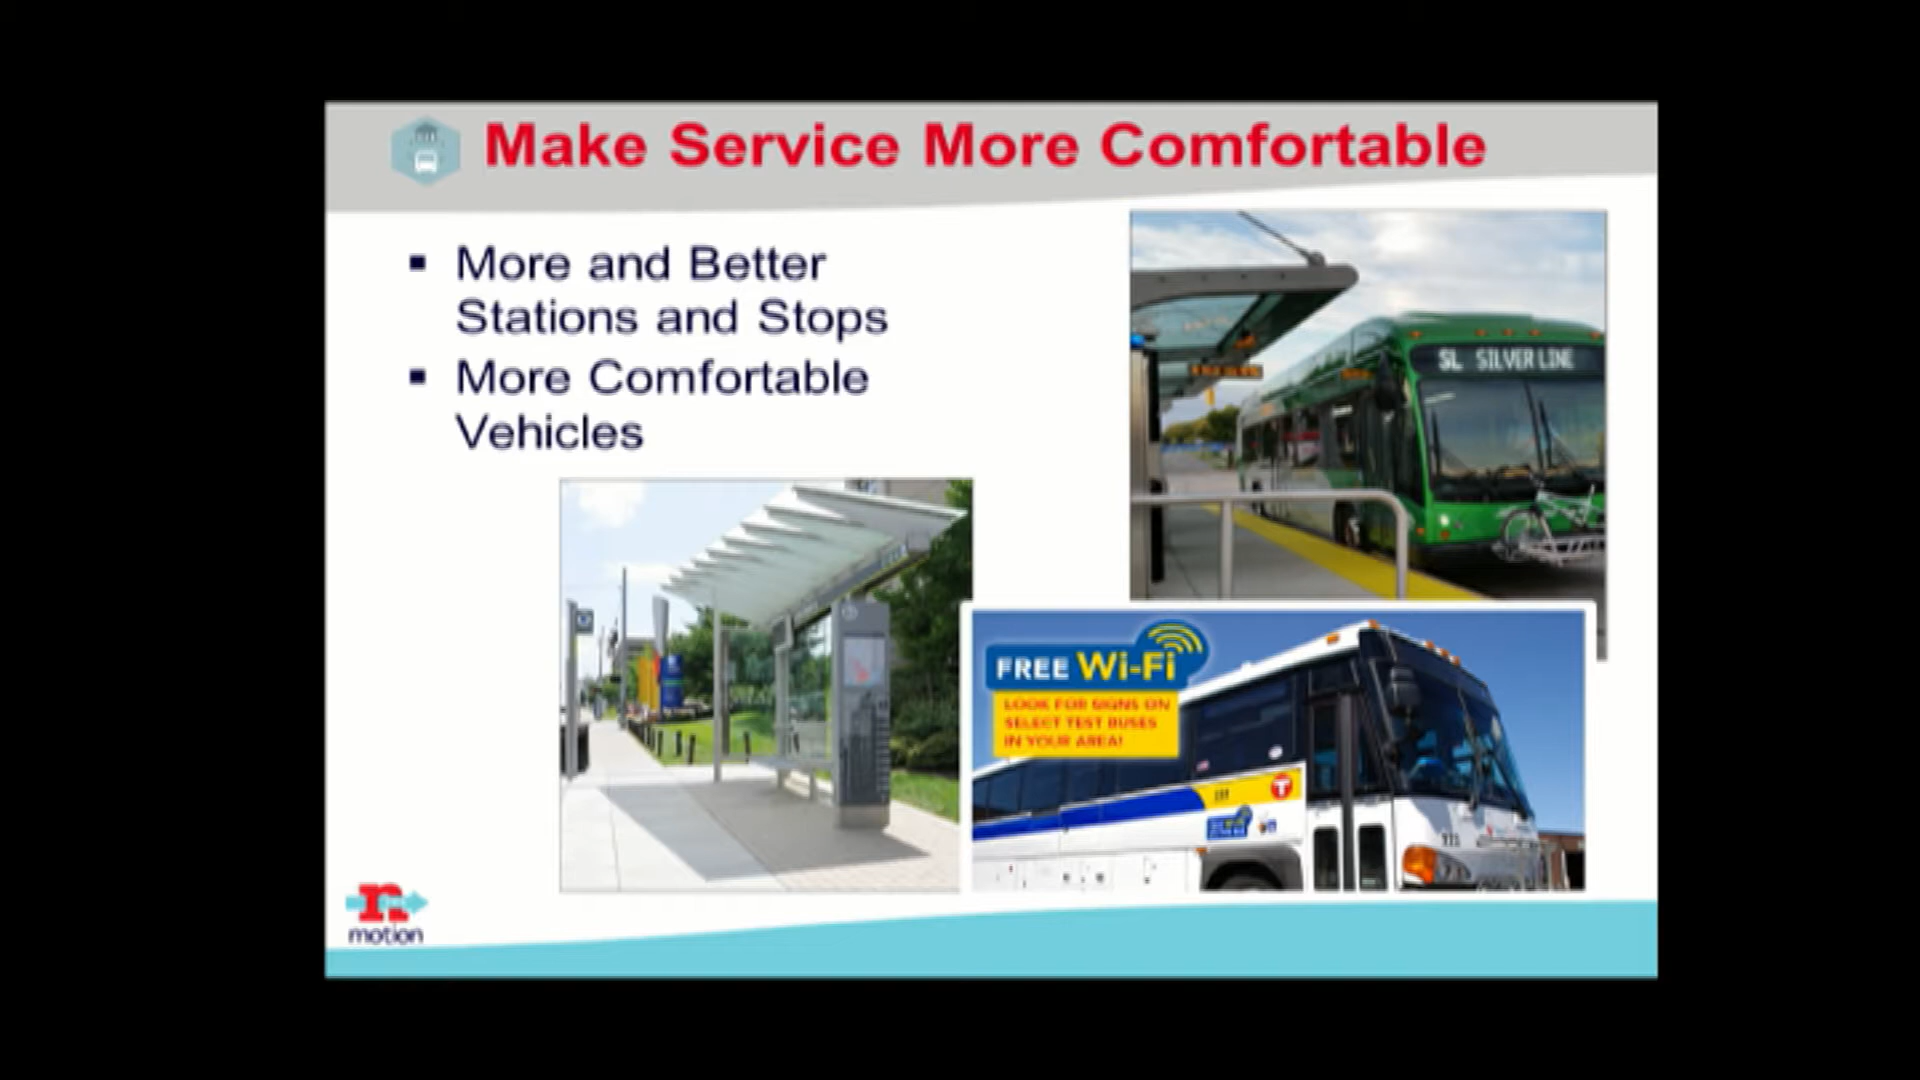 Make Service More Comfortable
▪ More and Better
Stations and Stops
▪ More Comfortable
Vehicles
SL SILVER LINE
FREE Wi-Fi
LOOK FOR SIGNS ON
SELECT TEST BUSES
IN YOUR AREA!
T
n
motion